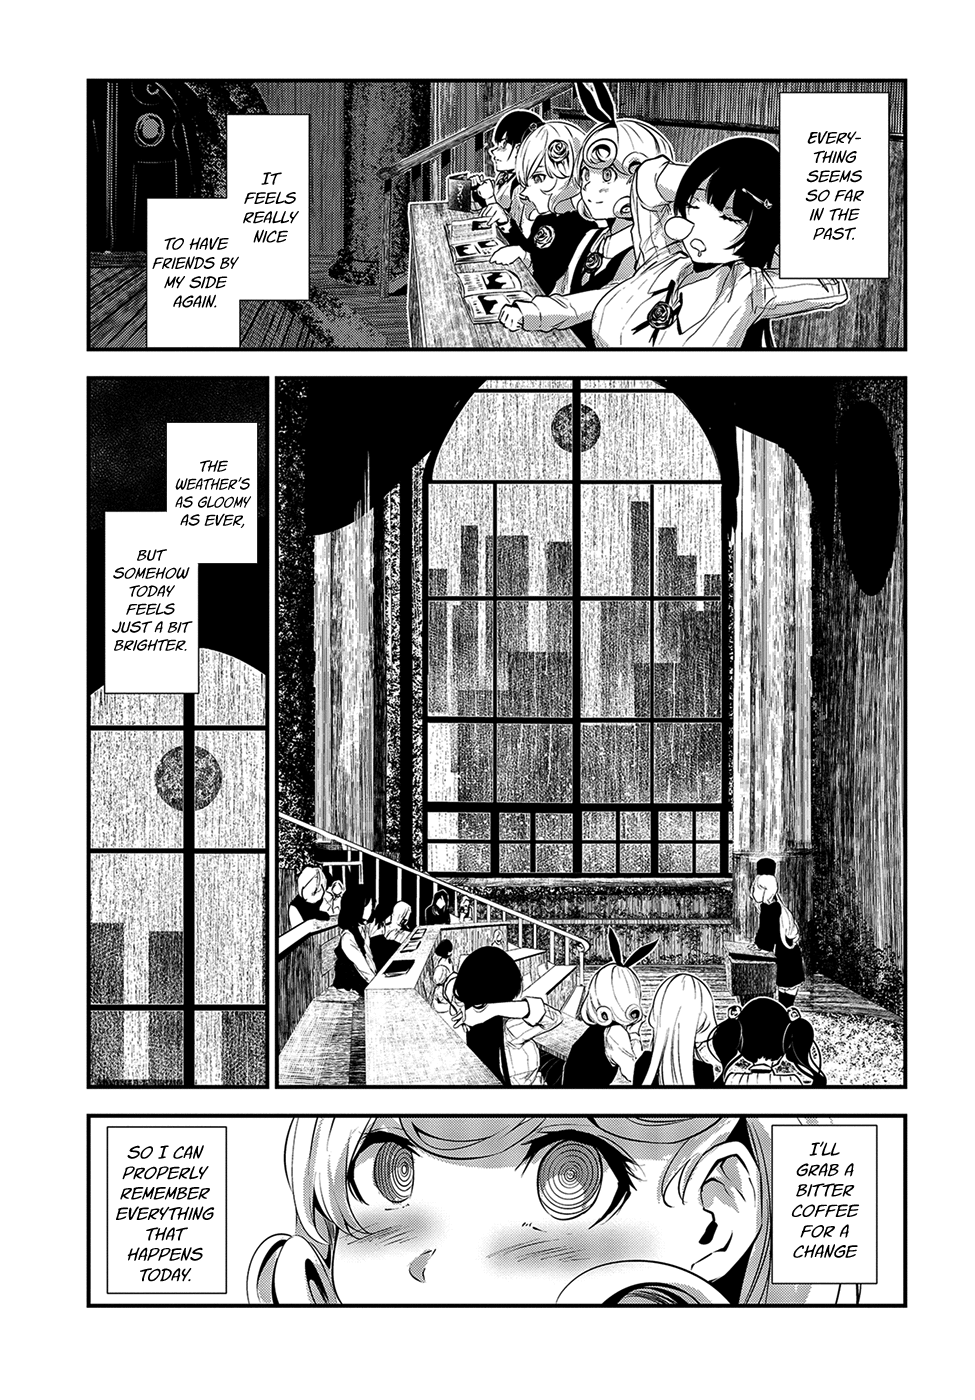 EVERY-
THING
SEEMS
SO FAR
IN THE
PAST.
IT
FEELS
REALLY
NICE
TO HAVE
FRIENDS BY
MY SIDE
AGAIN.
THE
WEATHER'S
AS GLOOMY
AS EVER,
BUT
SOMEHOW
TODAY
FEELS
JUST A BIT
BRIGHTER.
I'LL
GRAB A
BITTER
COFFEE
FOR A
CHANGE
SO I CAN
PROPERLY
REMEMBER
EVERYTHING
THAT
HAPPENS
TODAY.